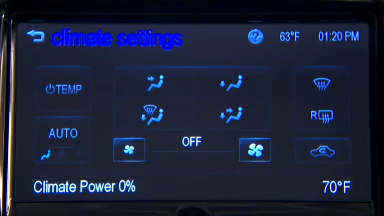 climate settings ? 63°F 01:20 PM
TEMP
R
AUTO
OFF
Climate Power 0% 70°F